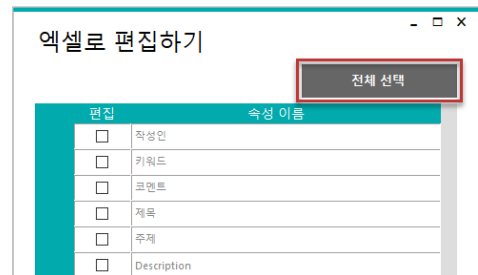 엑셀로 편집하기
전체 선택
편집 속성 이름
작성인
키워드
코멘트
제목
주제
Description